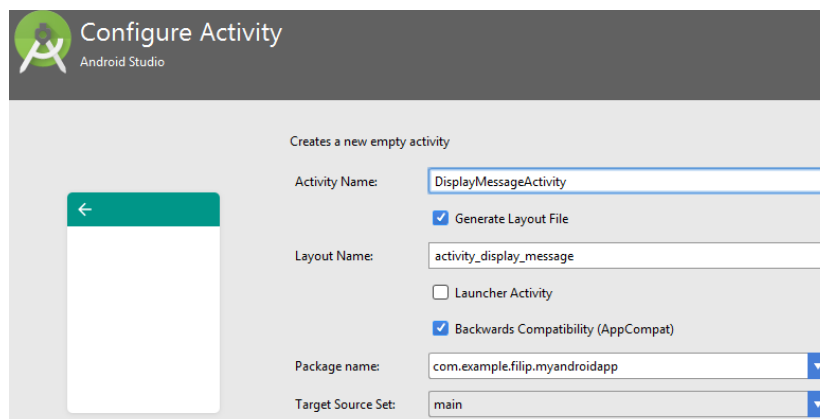 Configure Activity
Android Studio
Creates a new empty activity
Activity Name: DisplayMessageActivity
Generate Layout File
Layout Name: activity_display_message
Launcher Activity
Backwards Compatibility (AppCompat)
Package name: com.example.filip.myandroidapp
Target Source Set: main